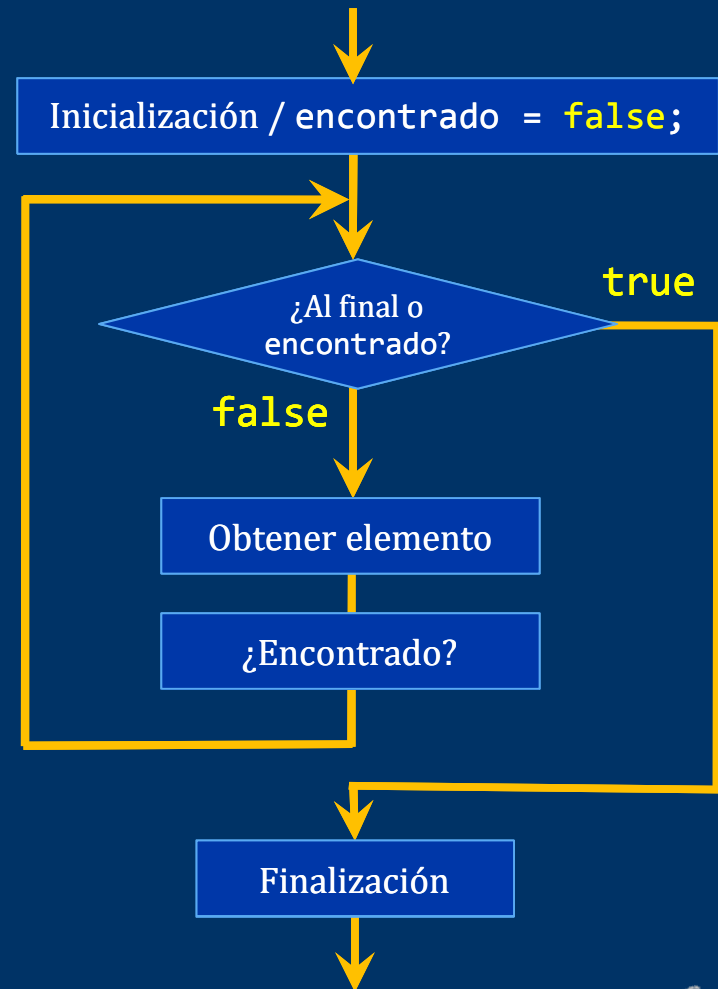 Inicialización / encontrado = false;
¿Al final o
encontrado?
true
false
Obtener elemento
¿Encontrado?
Finalización